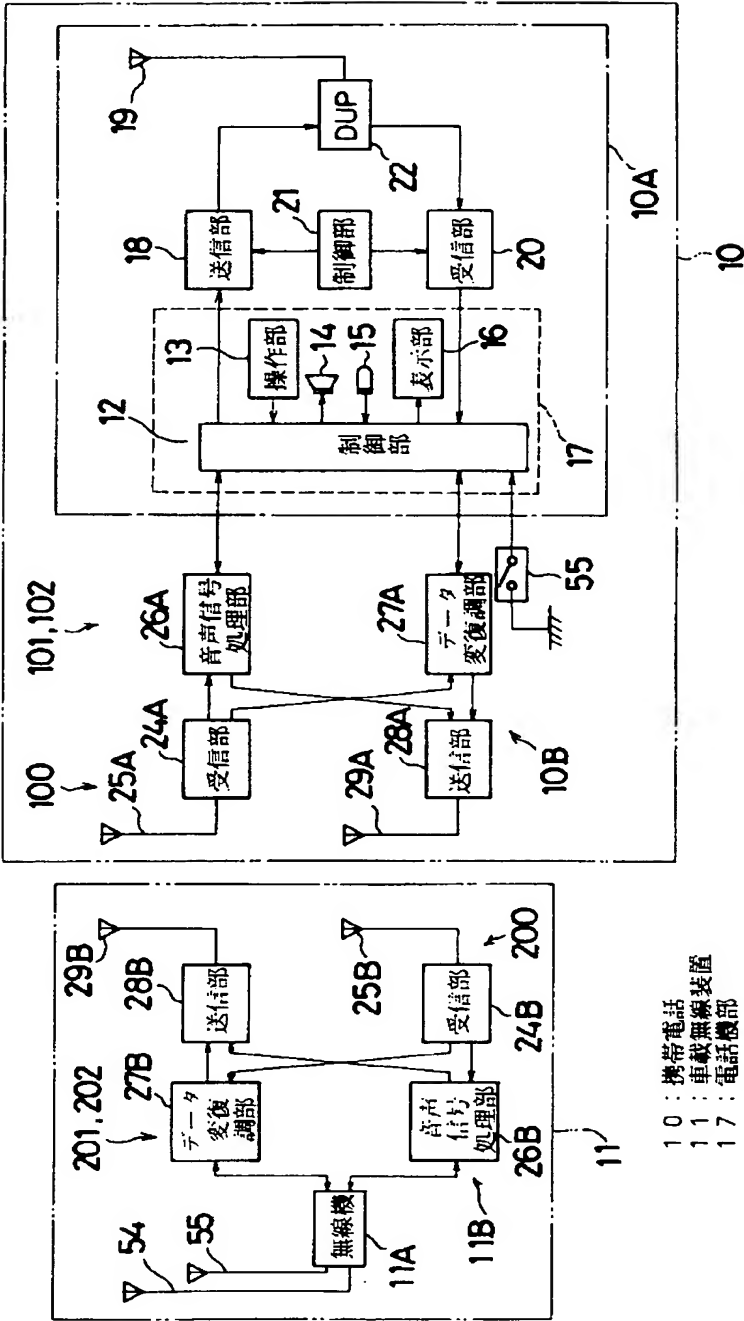 19
DUP
22
18
送信部
21
制御部
受信部
20
10A
10
13
操作部
14
15
16
表示部
12
制御部
17
101,102
26A
音声信号
処理部
27A
データ
変復調部
55
100
25A
24A
受信部
29A
28A
送信部
10B
29B
28B
送信部
25B
200
受信部
24B
201,202
27B
データ
変復
調部
音声
信号
処理部
26B
54
55
無線機
11A
11B
11
10:携帯電話
11:車載無線装置
17:電話機部